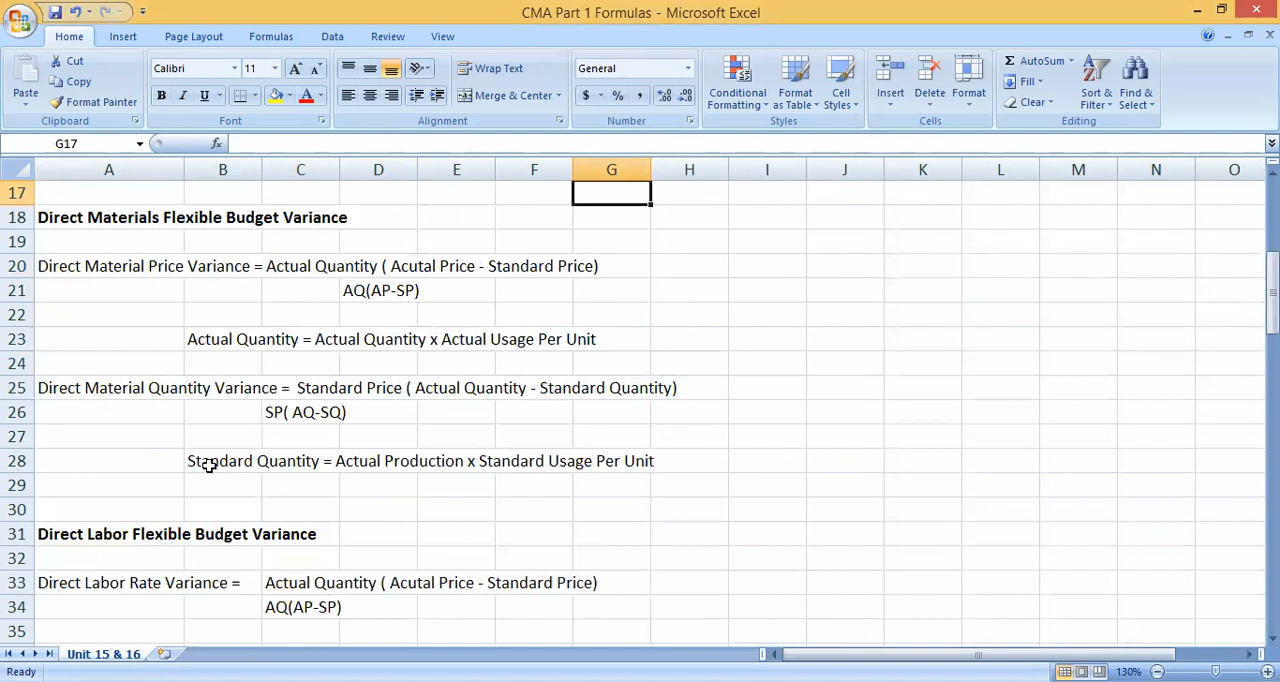 CMA Part 1 Formulas - Microsoft Excel
Home Insert Page Layout Formulas Data Review View
Paste Cut Copy Format Painter Clipboard
Calibri 11 A A B I U A Font
Wrap Text Merge & Center Alignment
General $ % , Number
Conditional Formatting Format as Table Cell Styles Styles
Insert Delete Format Cells
Σ AutoSum Fill Clear Sort & Filter Find & Select Editing
G17 fx
A B C D E F G H I J K L M N O
17
18 Direct Materials Flexible Budget Variance
19
20 Direct Material Price Variance = Actual Quantity ( Acutal Price - Standard Price)
21 AQ(AP-SP)
22
23 Actual Quantity = Actual Quantity x Actual Usage Per Unit
24
25 Direct Material Quantity Variance = Standard Price ( Actual Quantity - Standard Quantity)
26 SP( AQ-SQ)
27
28 Standard Quantity = Actual Production x Standard Usage Per Unit
29
30
31 Direct Labor Flexible Budget Variance
32
33 Direct Labor Rate Variance = Actual Quantity ( Acutal Price - Standard Price)
34 AQ(AP-SP)
35
Unit 15 & 16
Ready 130%